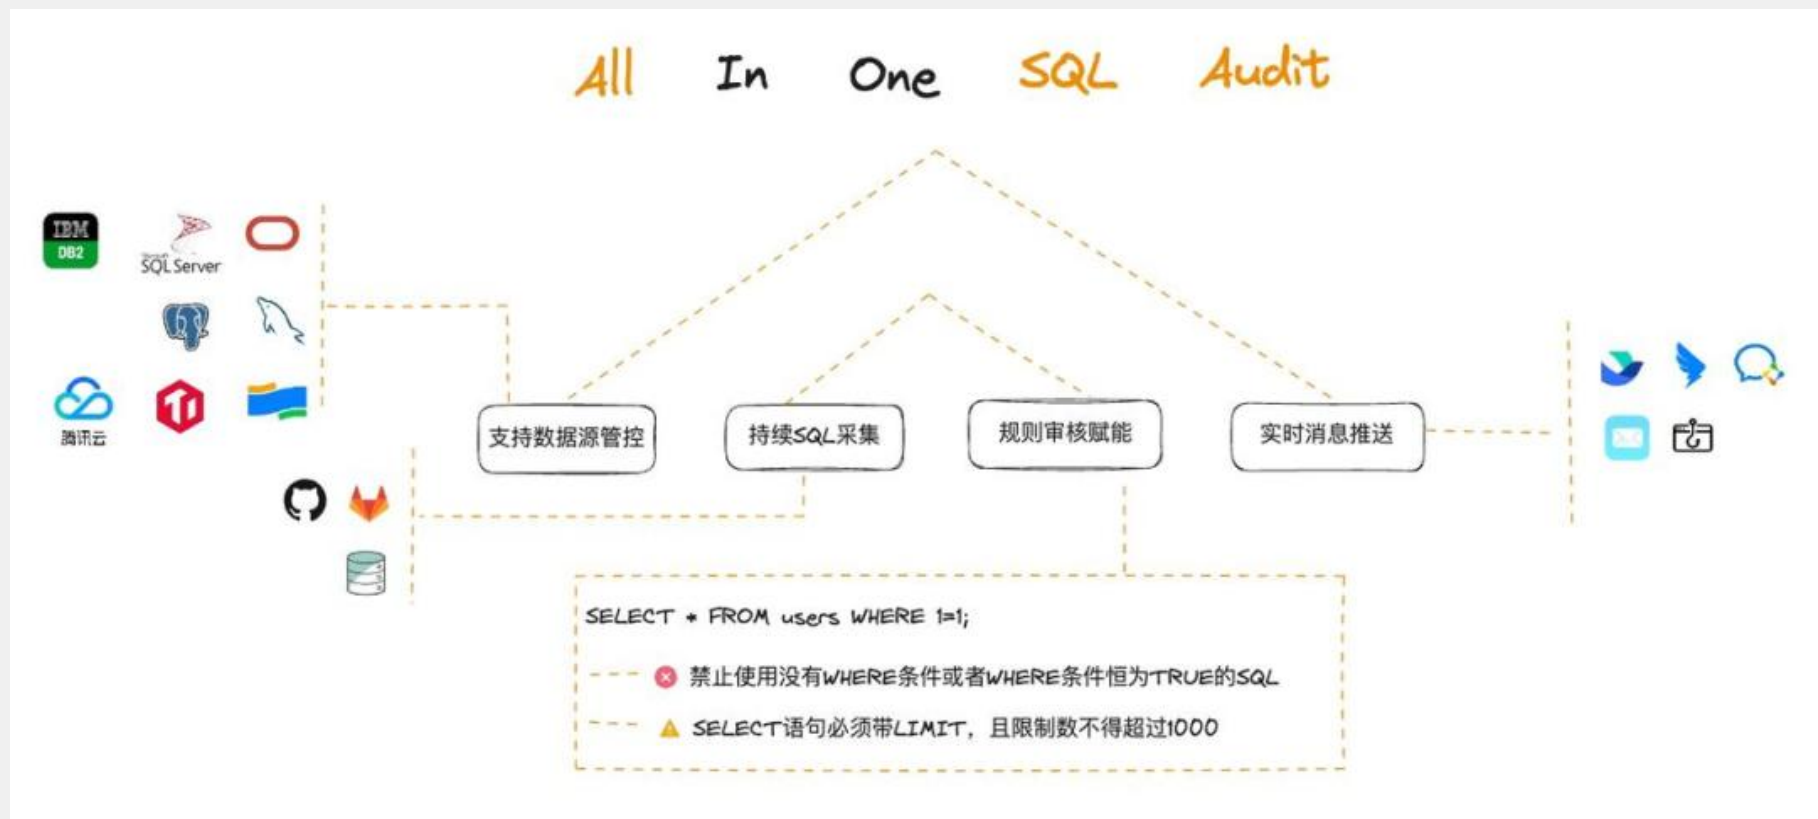 All In One SQL Audit
IBM
DB2
Microsoft
SQL Server
腾讯云
支持数据源管控
持续SQL采集
规则审核赋能
实时消息推送
SELECT * FROM users WHERE 1=1;
禁止使用没有WHERE条件或者WHERE条件恒为TRUE的SQL
SELECT语句必须带LIMIT，且限制数不得超过1000